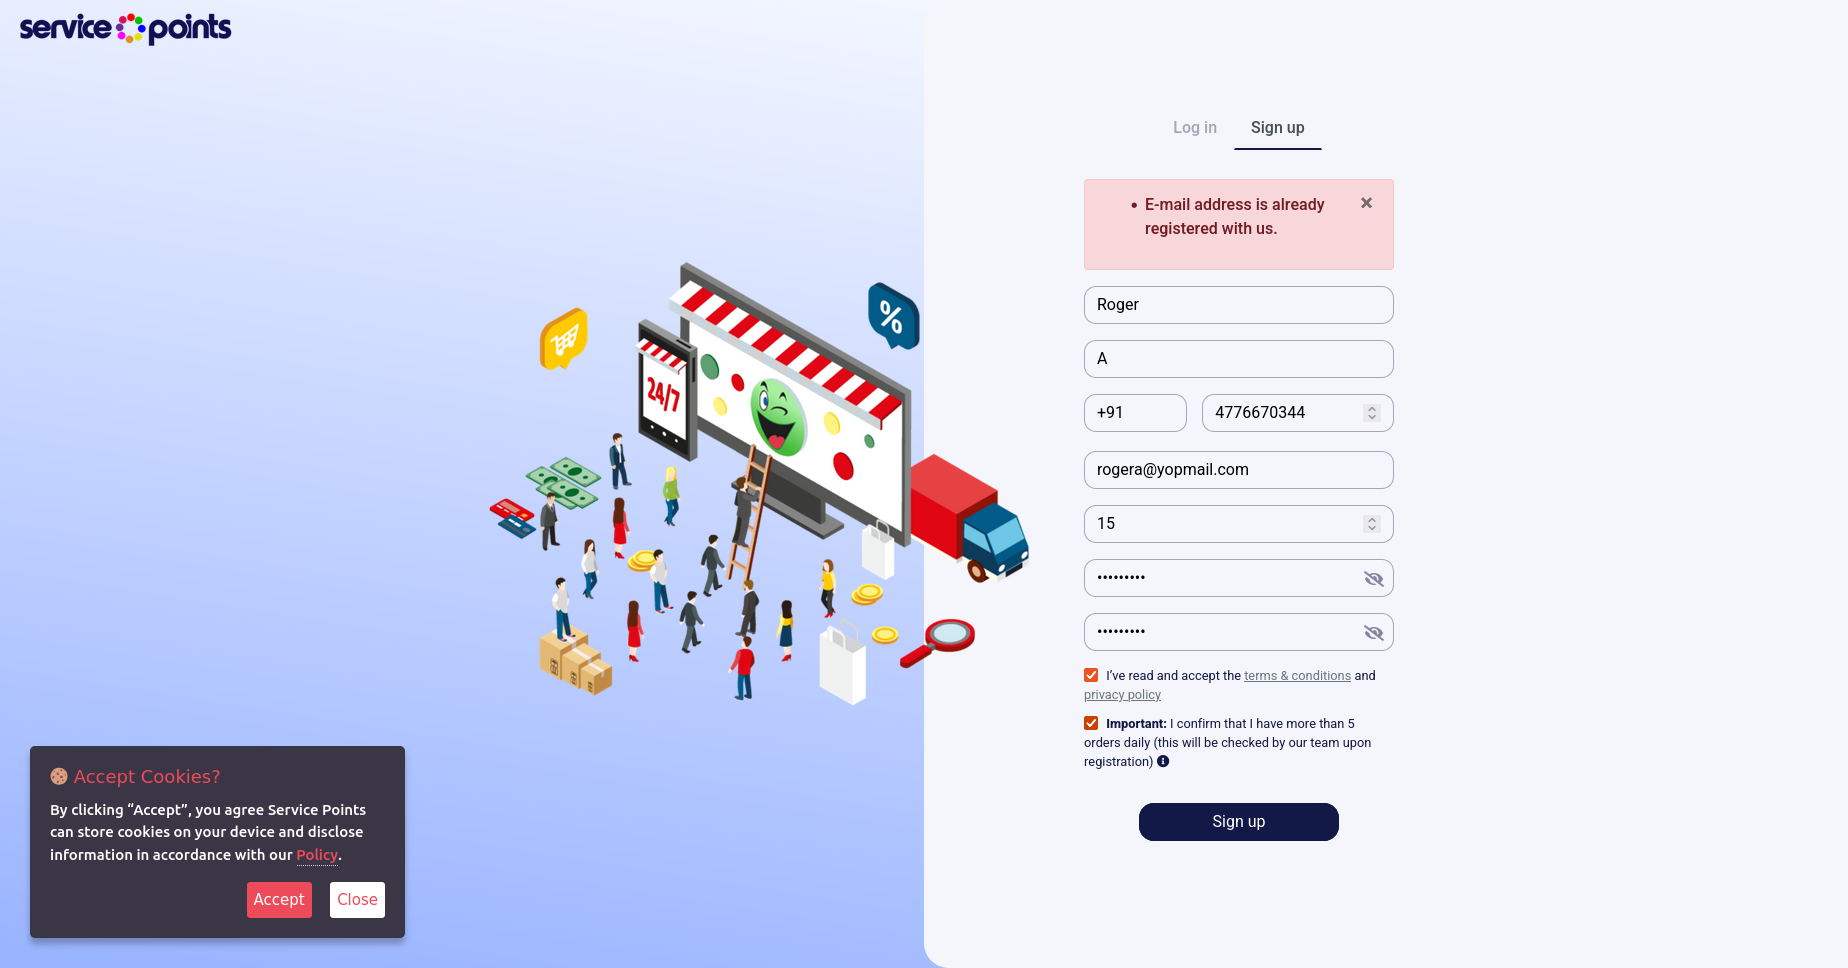 service points
Log in
Sign up
• E-mail address is already
registered with us.
×
Roger
A
+91
4776670344
rogera@yopmail.com
15
•••••••••
•••••••••
I've read and accept the terms & conditions and
privacy policy
Important: I confirm that I have more than 5
orders daily (this will be checked by our team upon
registration)
Sign up
24/7
%
Accept Cookies?
By clicking “Accept”, you agree Service Points
can store cookies on your device and disclose
information in accordance with our Policy.
Accept
Close